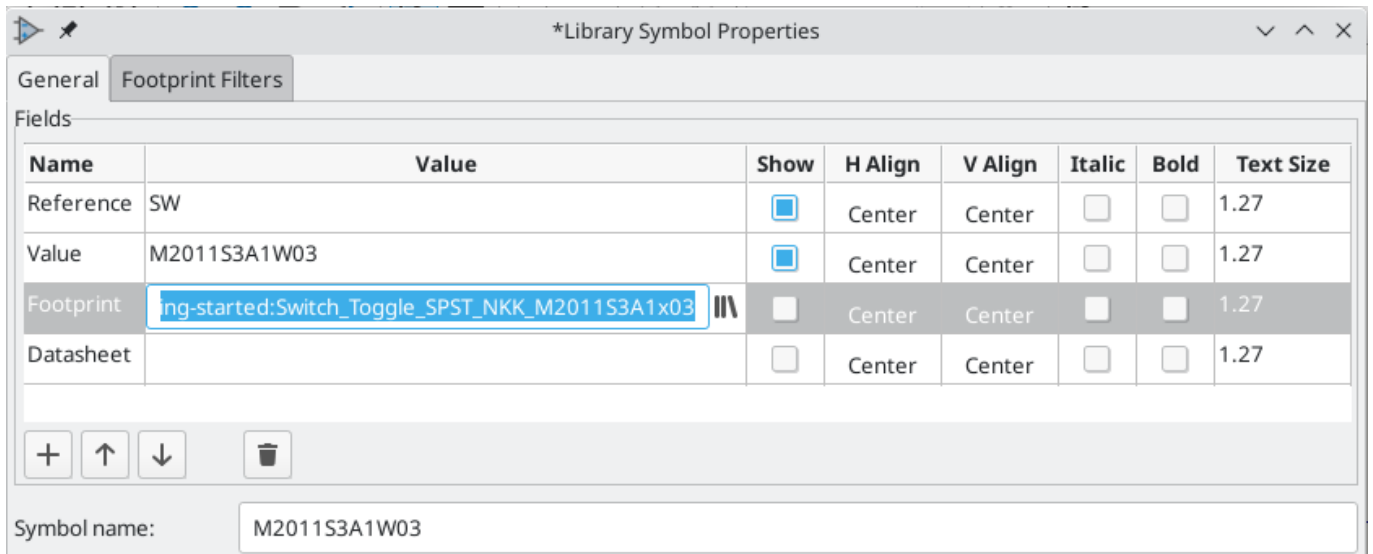 *Library Symbol Properties
General Footprint Filters
Fields
Name Value Show H Align V Align Italic Bold Text Size
Reference SW Center Center 1.27
Value M2011S3A1W03 Center Center 1.27
Footprint ing-started:Switch_Toggle_SPST_NKK_M2011S3A1x03 Center Center 1.27
Datasheet Center Center 1.27
Symbol name: M2011S3A1W03